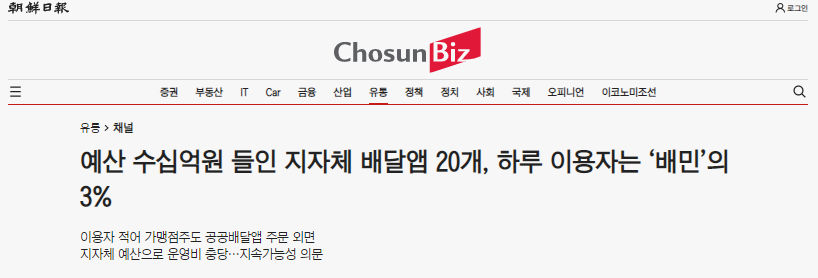 朝鮮日報
로그인
ChosunBiz
증권 부동산 IT Car 금융 산업 유통 정책 정치 사회 국제 오피니언 이코노미조선
유통 > 채널
예산 수십억원 들인 지자체 배달앱 20개, 하루 이용자는 ‘배민’의
3%
이용자 적어 가맹점주도 공공배달앱 주문 외면
지자체 예산으로 운영비 충당…지속가능성 의문